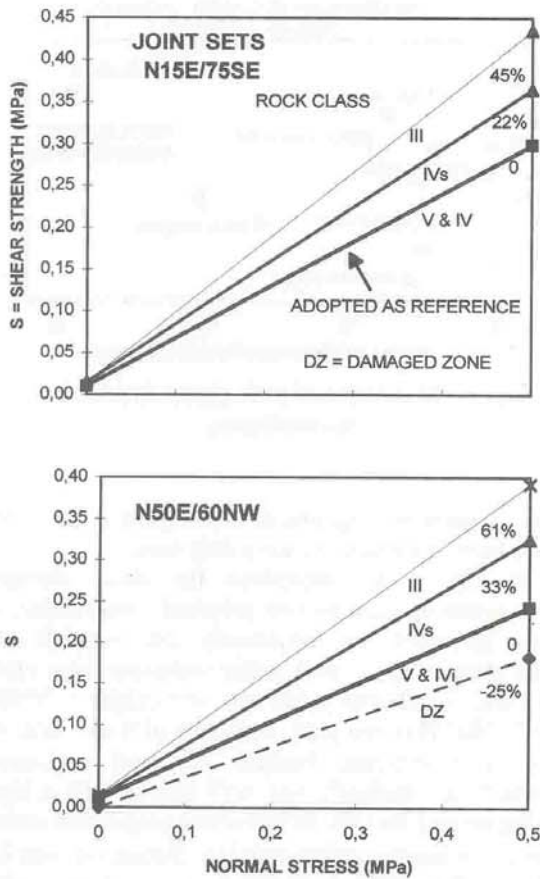 0,45
0,40
0,35
0,30
0,25
0,20
0,15
0,10
0,05
0,00
S = SHEAR STRENGTH (MPa)
JOINT SETS
N15E/75SE
ROCK CLASS
III
IVs
V & IV
45%
22%
0
ADOPTED AS REFERENCE
DZ = DAMAGED ZONE
0,40
0,35
0,30
0,25
0,20
0,15
0,10
0,05
0,00
S
N50E/60NW
III
IVs
V & IVi
DZ
61%
33%
0
-25%
0
0,1
0,2
0,3
0,4
0,5
NORMAL STRESS (MPa)